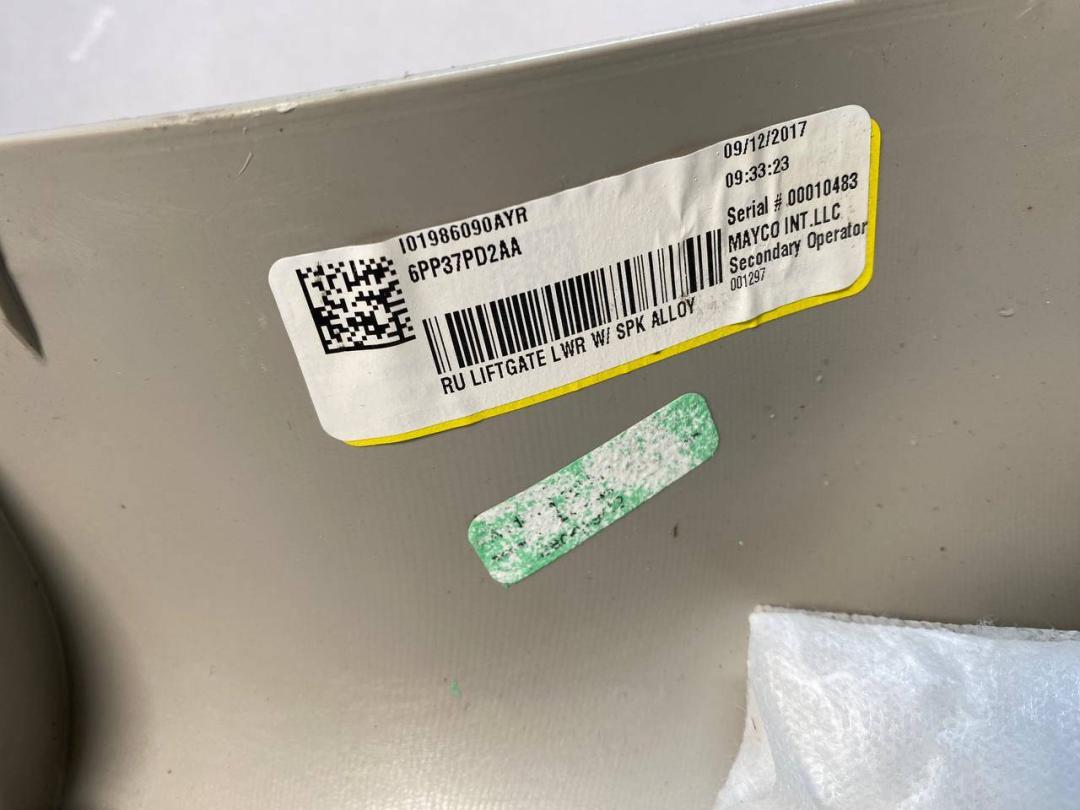 I01986090AYR
6PP37PD2AA
RU LIFTGATE LWR W/ SPK ALLOY
09/12/2017
09:33:23
Serial # 00010483
MAYCO INT.LLC
Secondary Operator
001297